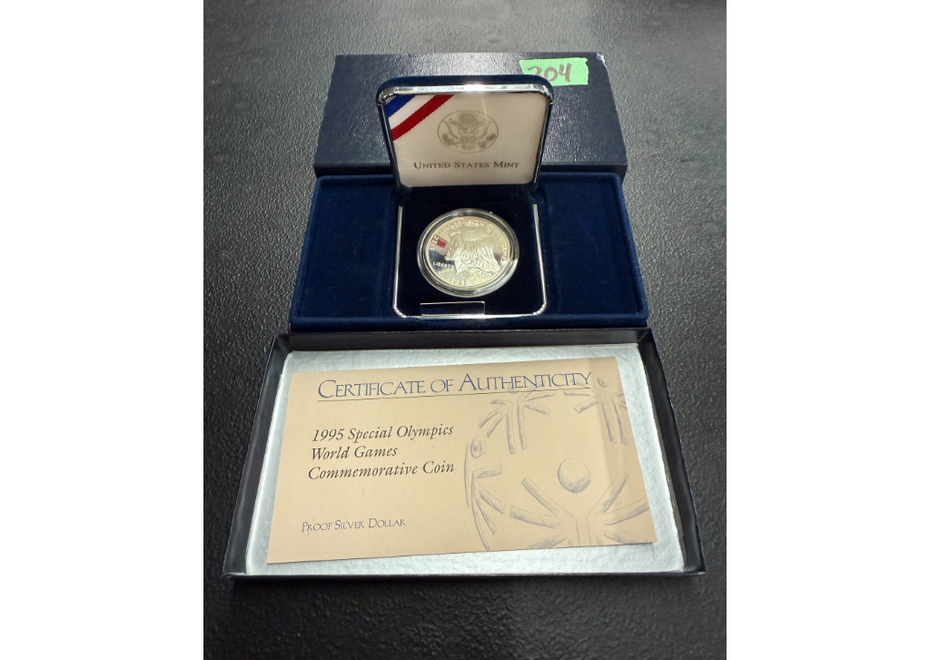 204
UNITED STATES MINT
LIBERTY
CERTIFICATE OF AUTHENTICITY
1995 Special Olympics
World Games
Commemorative Coin
PROOF SILVER DOLLAR